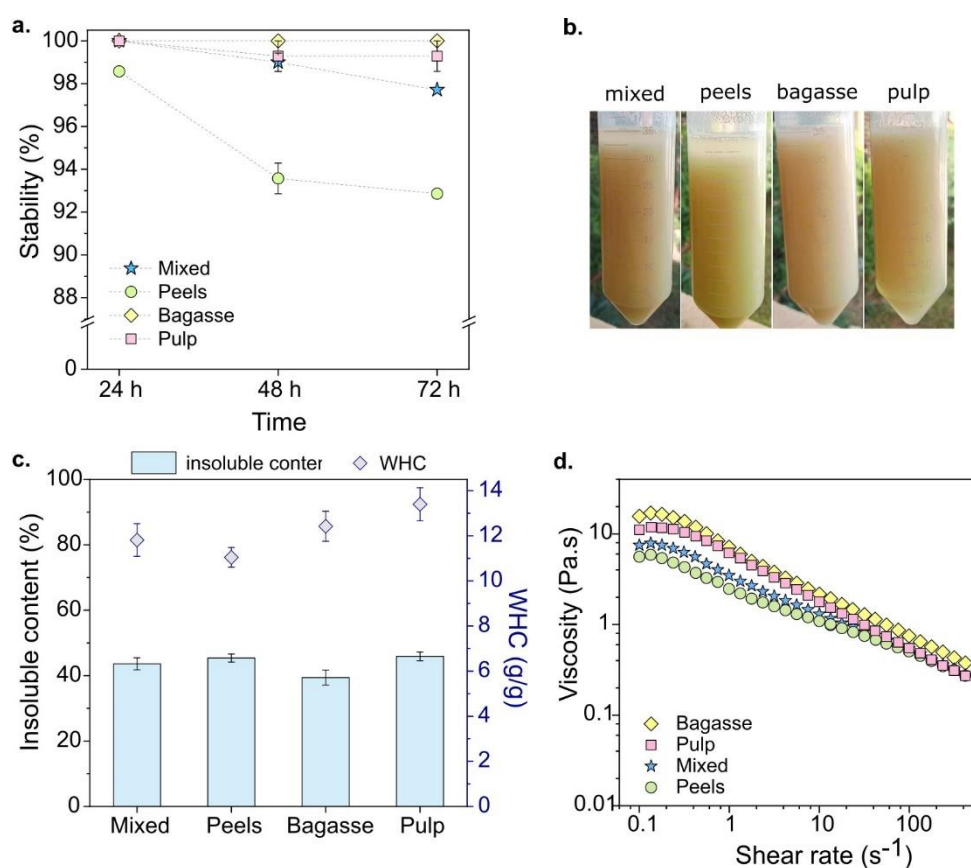 a.
100
98
96
94
92
90
88
0
Stability (%)
Mixed
Peels
Bagasse
Pulp
24 h 48 h 72 h
Time
b.
mixed peels bagasse pulp
c.
insoluble conter WHC
100
80
60
40
20
0
Insoluble content (%)
14
12
10
8
6
4
2
0
WHC (g/g)
Mixed Peels Bagasse Pulp
d.
10
1
0.1
0.01
Viscosity (Pa.s)
Bagasse
Pulp
Mixed
Peels
0.1 1 10 100
Shear rate (s⁻¹)